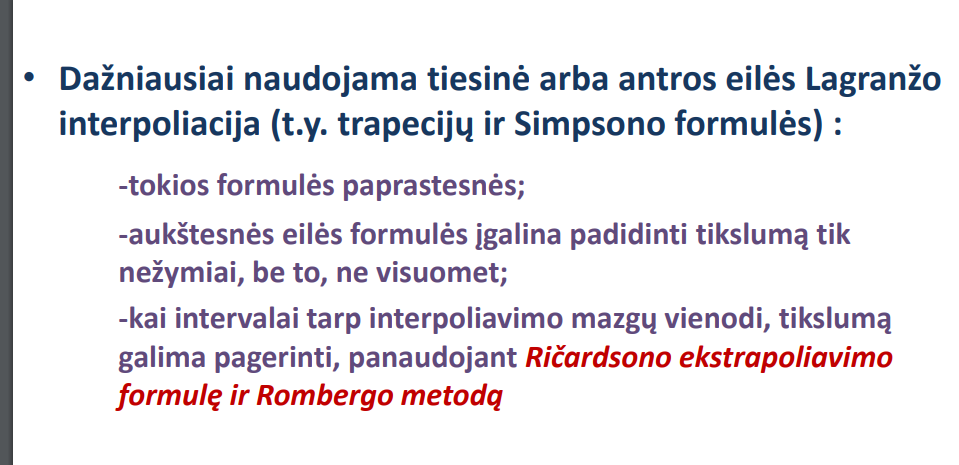 • Dažniausiai naudojama tiesinė arba antros eilės Lagranžo
interpoliacija (t.y. trapecijų ir Simpsono formulės) :
-tokios formulės paprastesnės;
-aukštesnės eilės formulės įgalina padidinti tikslumą tik
nežymiai, be to, ne visuomet;
-kai intervalai tarp interpoliavimo mazgų vienodi, tikslumą
galima pagerinti, panaudojant Ričardsono ekstrapoliavimo
formulę ir Rombergo metodą